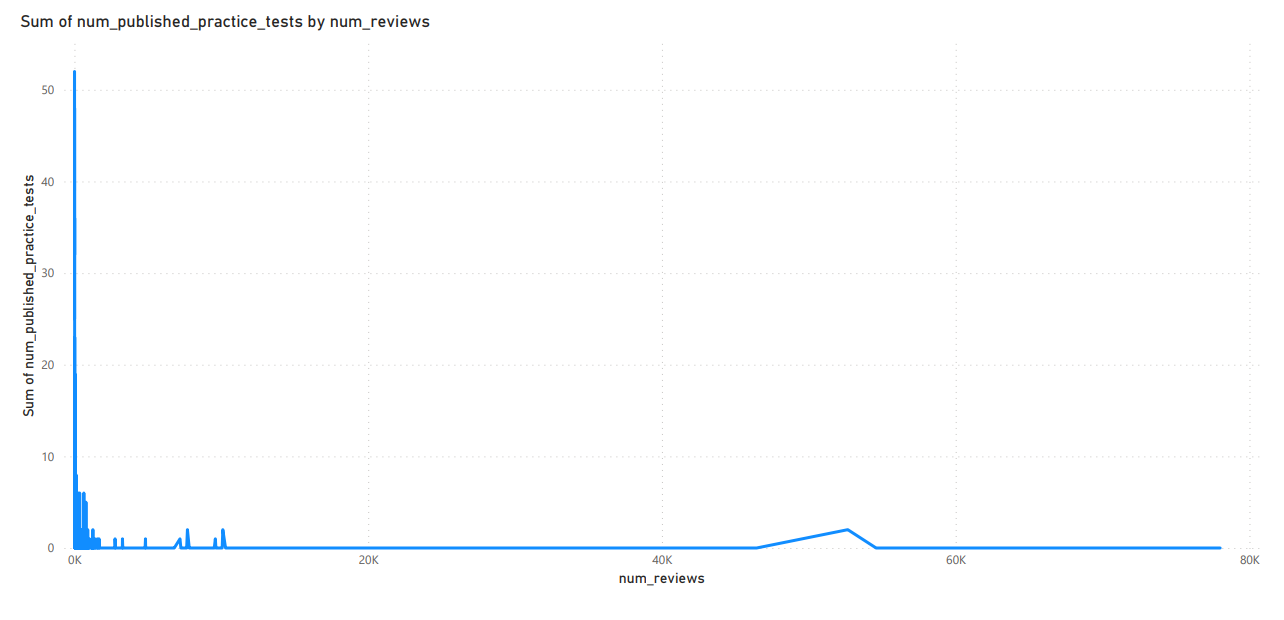 Sum of num_published_practice_tests by num_reviews
Sum of num_published_practice_tests
50
40
30
20
10
0
0K
20K
40K
60K
80K
num_reviews